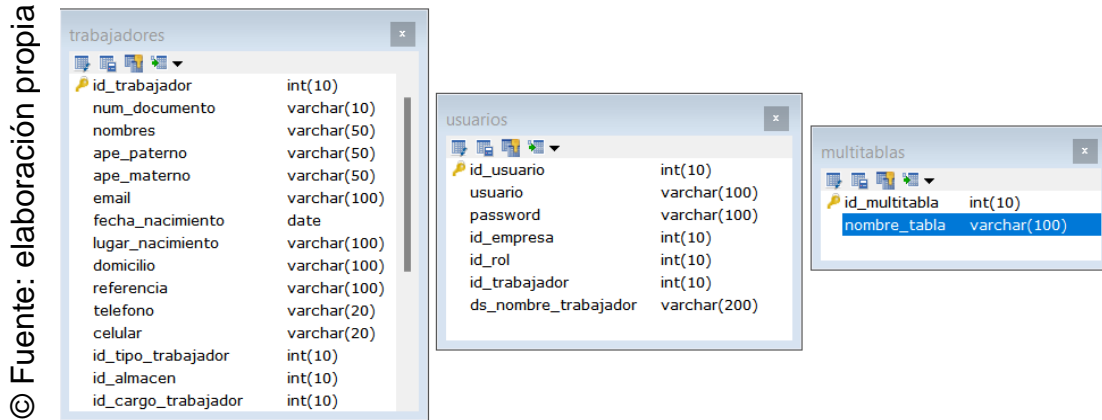 © Fuente: elaboración propia
trabajadores x
id_trabajador int(10)
num_documento varchar(10)
nombres varchar(50)
ape_paterno varchar(50)
ape_materno varchar(50)
email varchar(100)
fecha_nacimiento date
lugar_nacimiento varchar(100)
domicilio varchar(100)
referencia varchar(100)
telefono varchar(20)
celular varchar(20)
id_tipo_trabajador int(10)
id_almacen int(10)
id_cargo_trabajador int(10)
usuarios x
id_usuario int(10)
usuario varchar(100)
password varchar(100)
id_empresa int(10)
id_rol int(10)
id_trabajador int(10)
ds_nombre_trabajador varchar(200)
multitablas x
id_multitabla int(10)
nombre_tabla varchar(100)